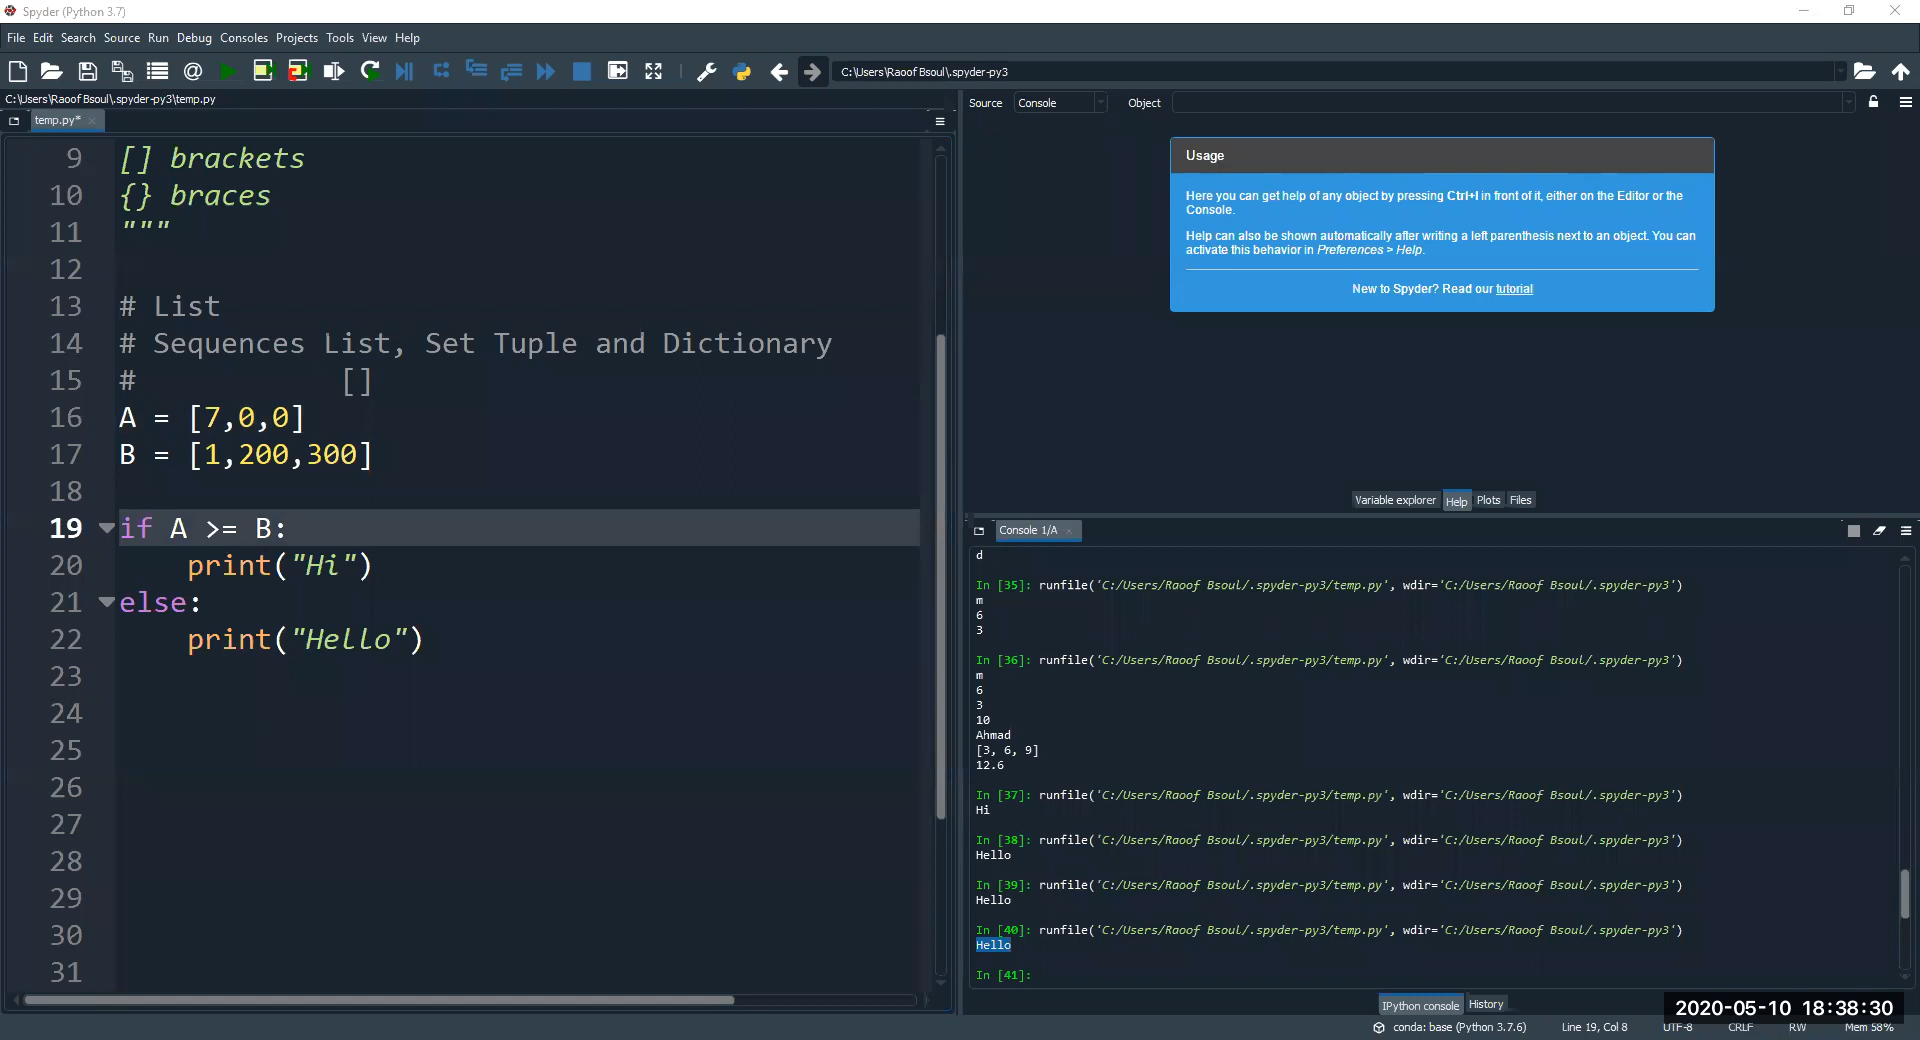 Spyder (Python 3.7)
File Edit Search Source Run Debug Consoles Projects Tools View Help
C:\Users\Raoof Bsoul\.spyder-py3
C:\Users\Raoof Bsoul\.spyder-py3\temp.py
temp.py*
9 [] brackets
10 {} braces
11 """
12
13 # List
14 # Sequences List, Set Tuple and Dictionary
15 # []
16 A = [7,0,0]
17 B = [1,200,300]
18
19 if A >= B:
20 print("Hi")
21 else:
22 print("Hello")
23
24
25
26
27
28
29
30
31
Source Console Object
Usage
Here you can get help of any object by pressing Ctrl+I in front of it, either on the Editor or the
Console.
Help can also be shown automatically after writing a left parenthesis next to an object. You can
activate this behavior in Preferences > Help.
New to Spyder? Read our tutorial
Variable explorer Help Plots Files
Console 1/A
d
In [35]: runfile('C:/Users/Raoof Bsoul/.spyder-py3/temp.py', wdir='C:/Users/Raoof Bsoul/.spyder-py3')
m
6
3
In [36]: runfile('C:/Users/Raoof Bsoul/.spyder-py3/temp.py', wdir='C:/Users/Raoof Bsoul/.spyder-py3')
m
6
3
10
Ahmad
[3, 6, 9]
12.6
In [37]: runfile('C:/Users/Raoof Bsoul/.spyder-py3/temp.py', wdir='C:/Users/Raoof Bsoul/.spyder-py3')
Hi
In [38]: runfile('C:/Users/Raoof Bsoul/.spyder-py3/temp.py', wdir='C:/Users/Raoof Bsoul/.spyder-py3')
Hello
In [39]: runfile('C:/Users/Raoof Bsoul/.spyder-py3/temp.py', wdir='C:/Users/Raoof Bsoul/.spyder-py3')
Hello
In [40]: runfile('C:/Users/Raoof Bsoul/.spyder-py3/temp.py', wdir='C:/Users/Raoof Bsoul/.spyder-py3')
Hello
In [41]:
IPython console History
2020-05-10 18:38:30
conda: base (Python 3.7.6) Line 19, Col 8 UTF-8 CRLF RW Mem 58%